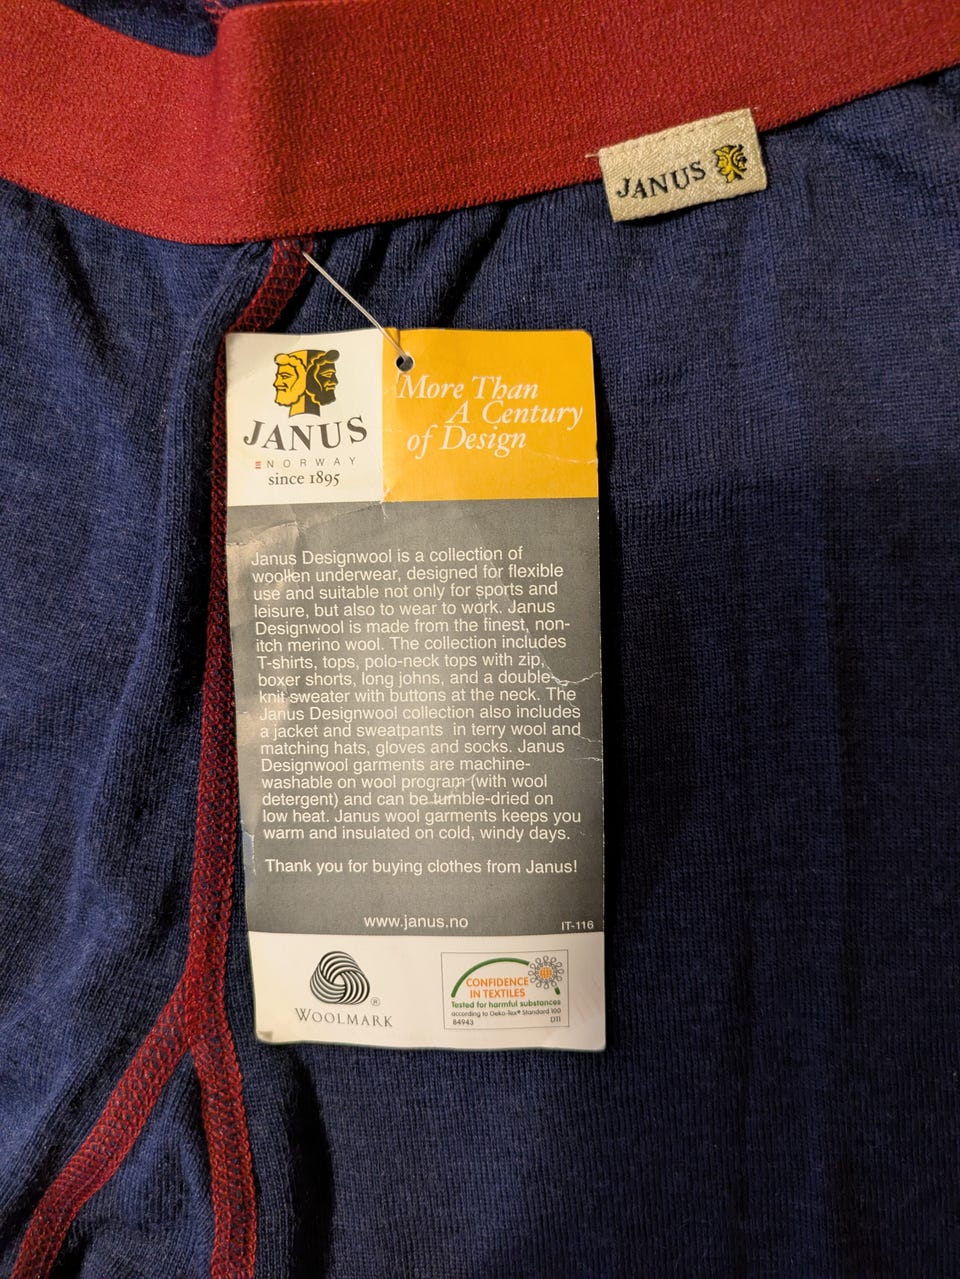 JANUS
JANUS
NORWAY
since 1895
More Than
A Century
of Design
Janus Designwool is a collection of
woollen underwear, designed for flexible
use and suitable not only for sports and
leisure, but also to wear to work. Janus
Designwool is made from the finest, non-
itch merino wool. The collection includes
T-shirts, tops, polo-neck tops with zip,
boxer shorts, long johns, and a double-
knit sweater with buttons at the neck. The
Janus Designwool collection also includes
a jacket and sweatpants in terry wool and
matching hats, gloves and socks. Janus
Designwool garments are machine-
washable on wool program (with wool
detergent) and can be tumble-dried on
low heat. Janus wool garments keeps you
warm and insulated on cold, windy days.
Thank you for buying clothes from Janus!
www.janus.no
IT-116
®
WOOLMARK
CONFIDENCE
IN TEXTILES
Tested for harmful substances
according to Oeko-Tex® Standard 100
84943 DTI